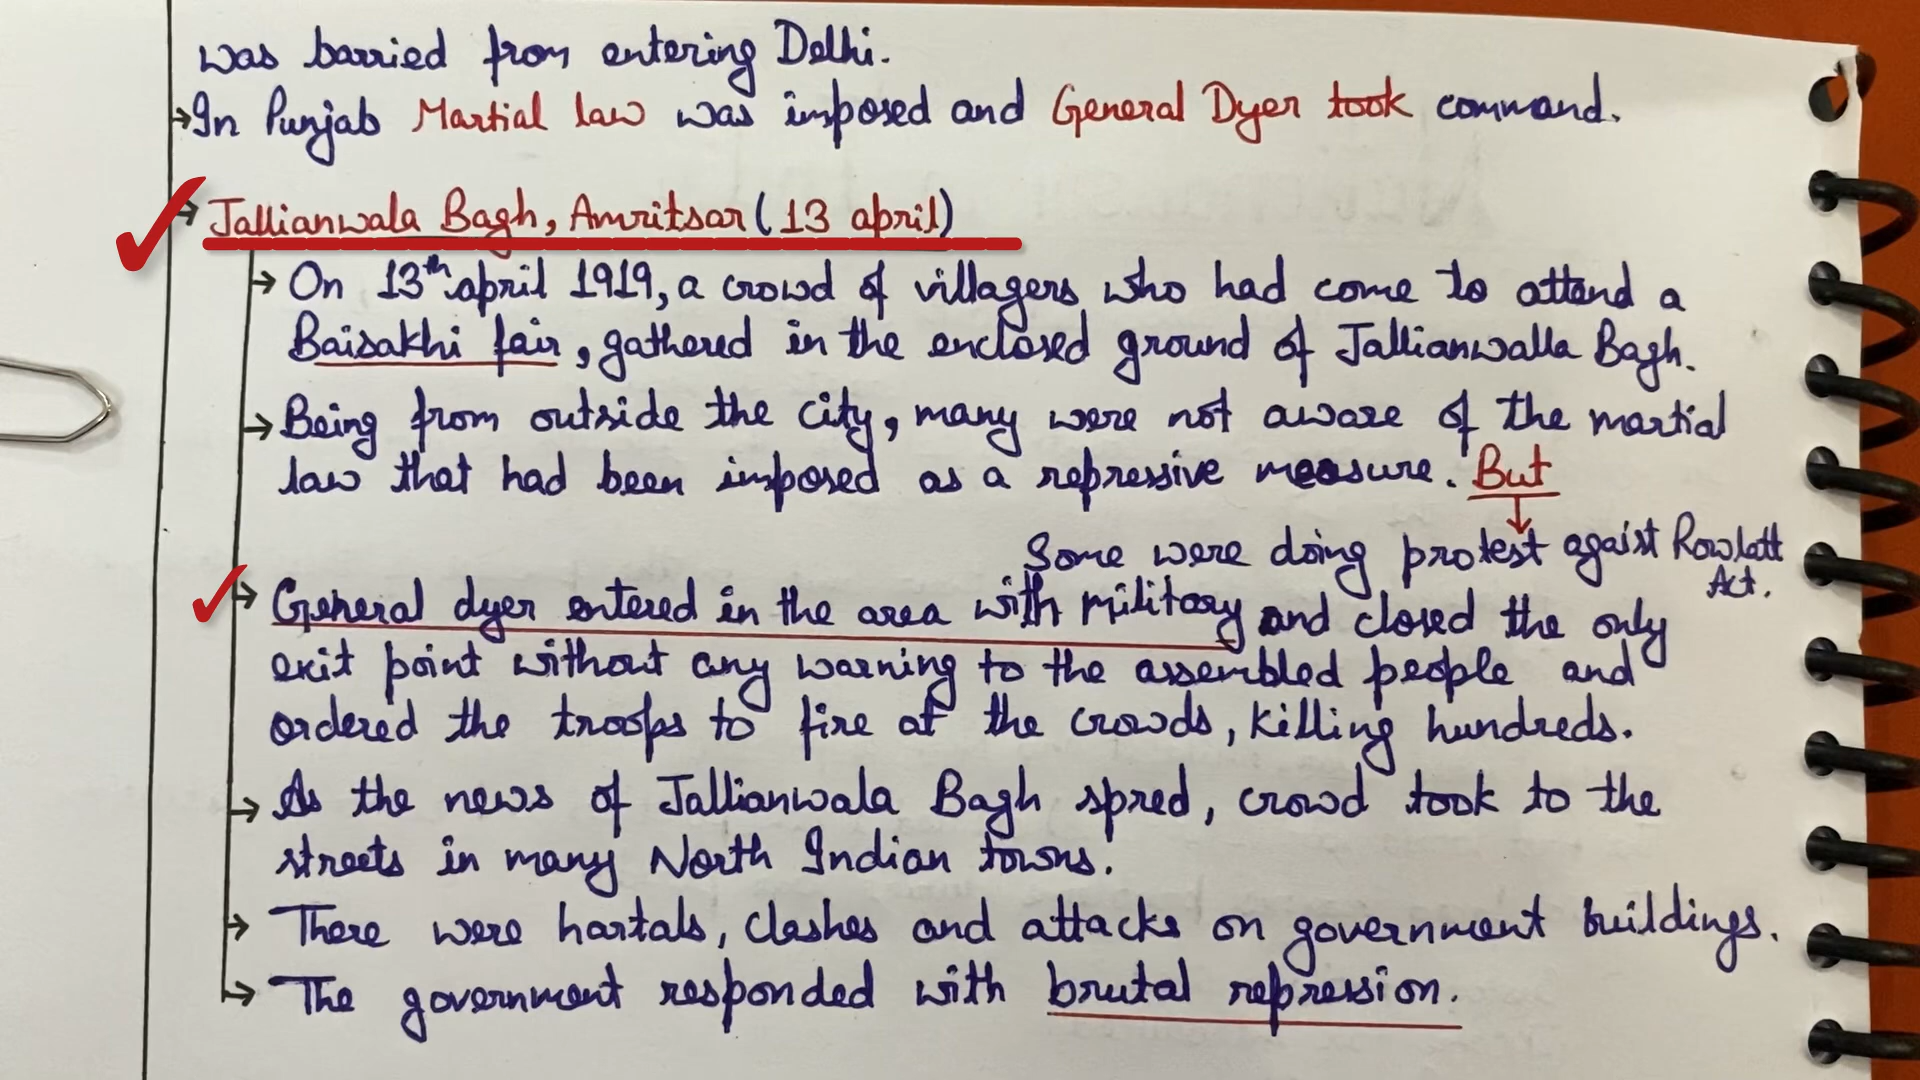 was barried from entering Delhi.
→In Punjab Martial law was imposed and General Dyer took command.
→Jallianwala Bagh, Amritsar (13 april)
→On 13th april 1919, a crowd of villagers who had come to attend a
Baisakhi fair, gathered in the enclosed ground of Jallianwalla Bagh.
→Being from outside the city, many were not aware of the martial
law that had been imposed as a repressive measure. But
↓
Some were doing protest agaist Rowlatt
Act.
→General dyer entered in the area with military and closed the only
exit point without any warning to the assembled people and
ordered the troops to fire at the crowds, killing hundreds.
→As the news of Jallianwala Bagh spred, crowd took to the
streets in many North Indian towns.
→There were hartals, clashes and attacks on government buildings.
→The government responded with brutal repression.